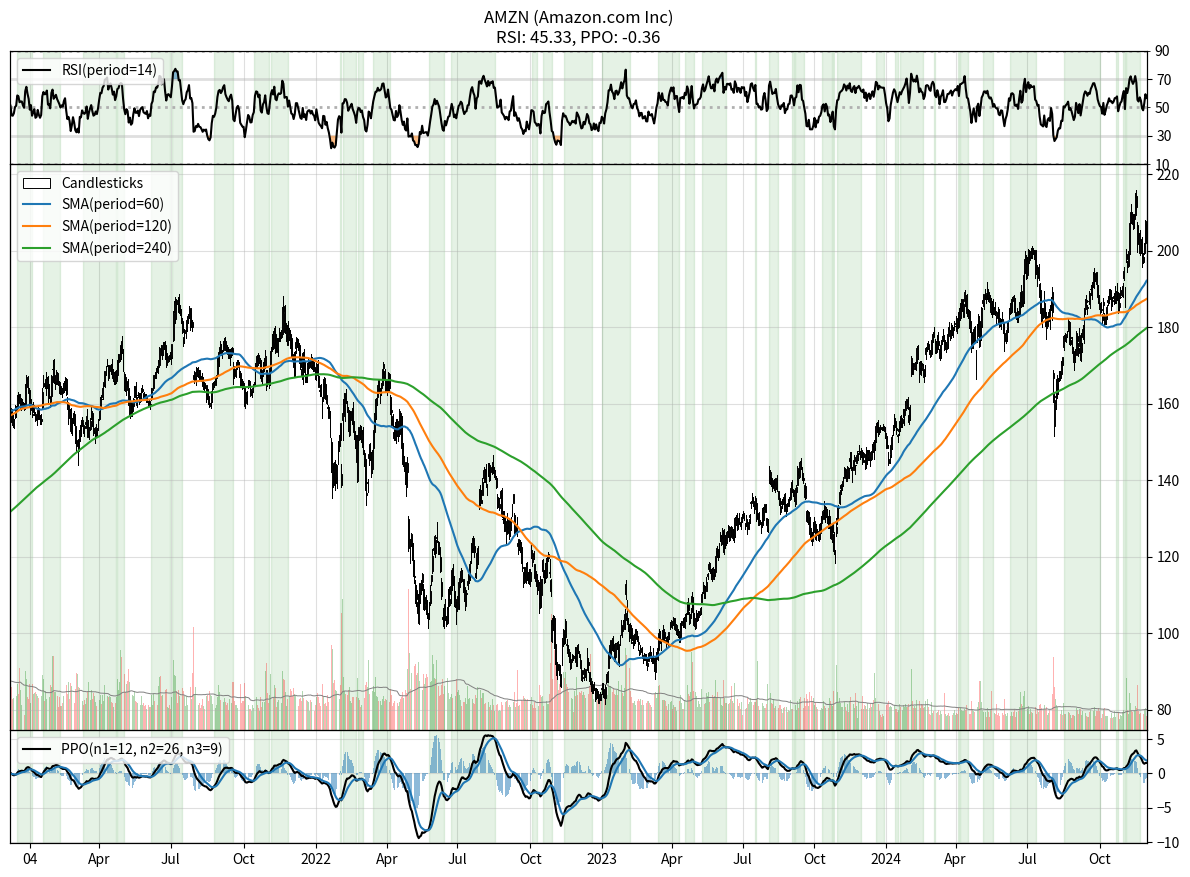 AMZN (Amazon.com Inc)
RSI: 45.33, PPO: -0.36
RSI(period=14)
90
70
50
30
10
Candlesticks
SMA(period=60)
SMA(period=120)
SMA(period=240)
220
200
180
160
140
120
100
80
PPO(n1=12, n2=26, n3=9)
5
0
−5
−10
04 Apr Jul Oct 2022 Apr Jul Oct 2023 Apr Jul Oct 2024 Apr Jul Oct